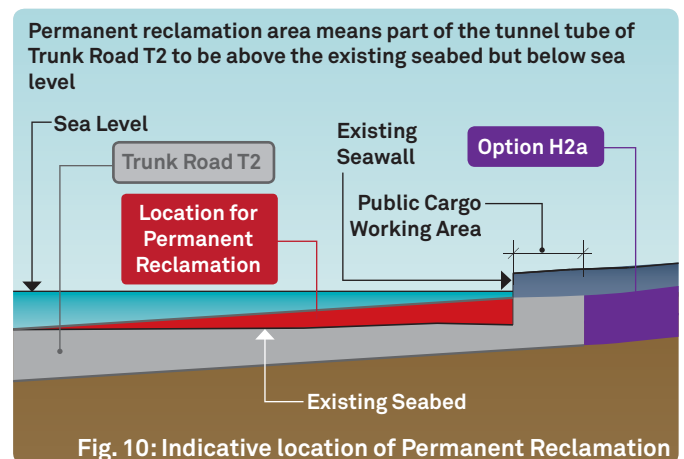 Permanent reclamation area means part of the tunnel tube of
Trunk Road T2 to be above the existing seabed but below sea
level
Sea Level
Trunk Road T2
Location for
Permanent
Reclamation
Existing
Seawall
Public Cargo
Working Area
Option H2a
Existing Seabed
Fig. 10: Indicative location of Permanent Reclamation